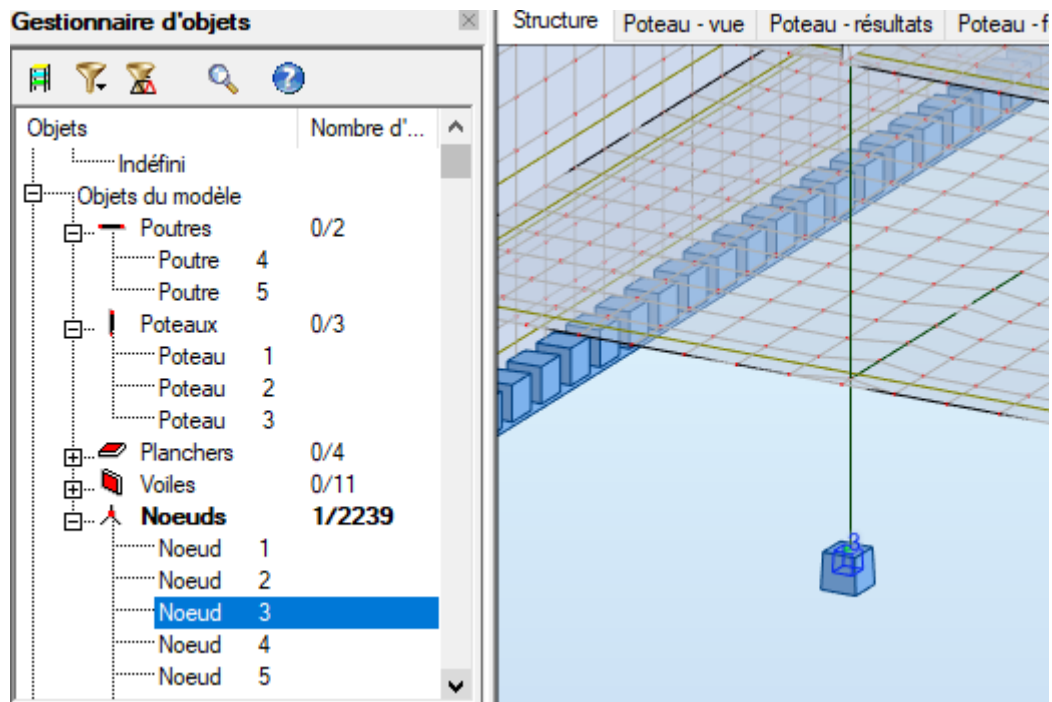 Gestionnaire d'objets
Structure Poteau - vue Poteau - résultats Poteau - f
Objets Nombre d'...
Indéfini
Objets du modèle
Poutres 0/2
Poutre 4
Poutre 5
Poteaux 0/3
Poteau 1
Poteau 2
Poteau 3
Planchers 0/4
Voiles 0/11
Noeuds 1/2239
Noeud 1
Noeud 2
Noeud 3
Noeud 4
Noeud 5
3